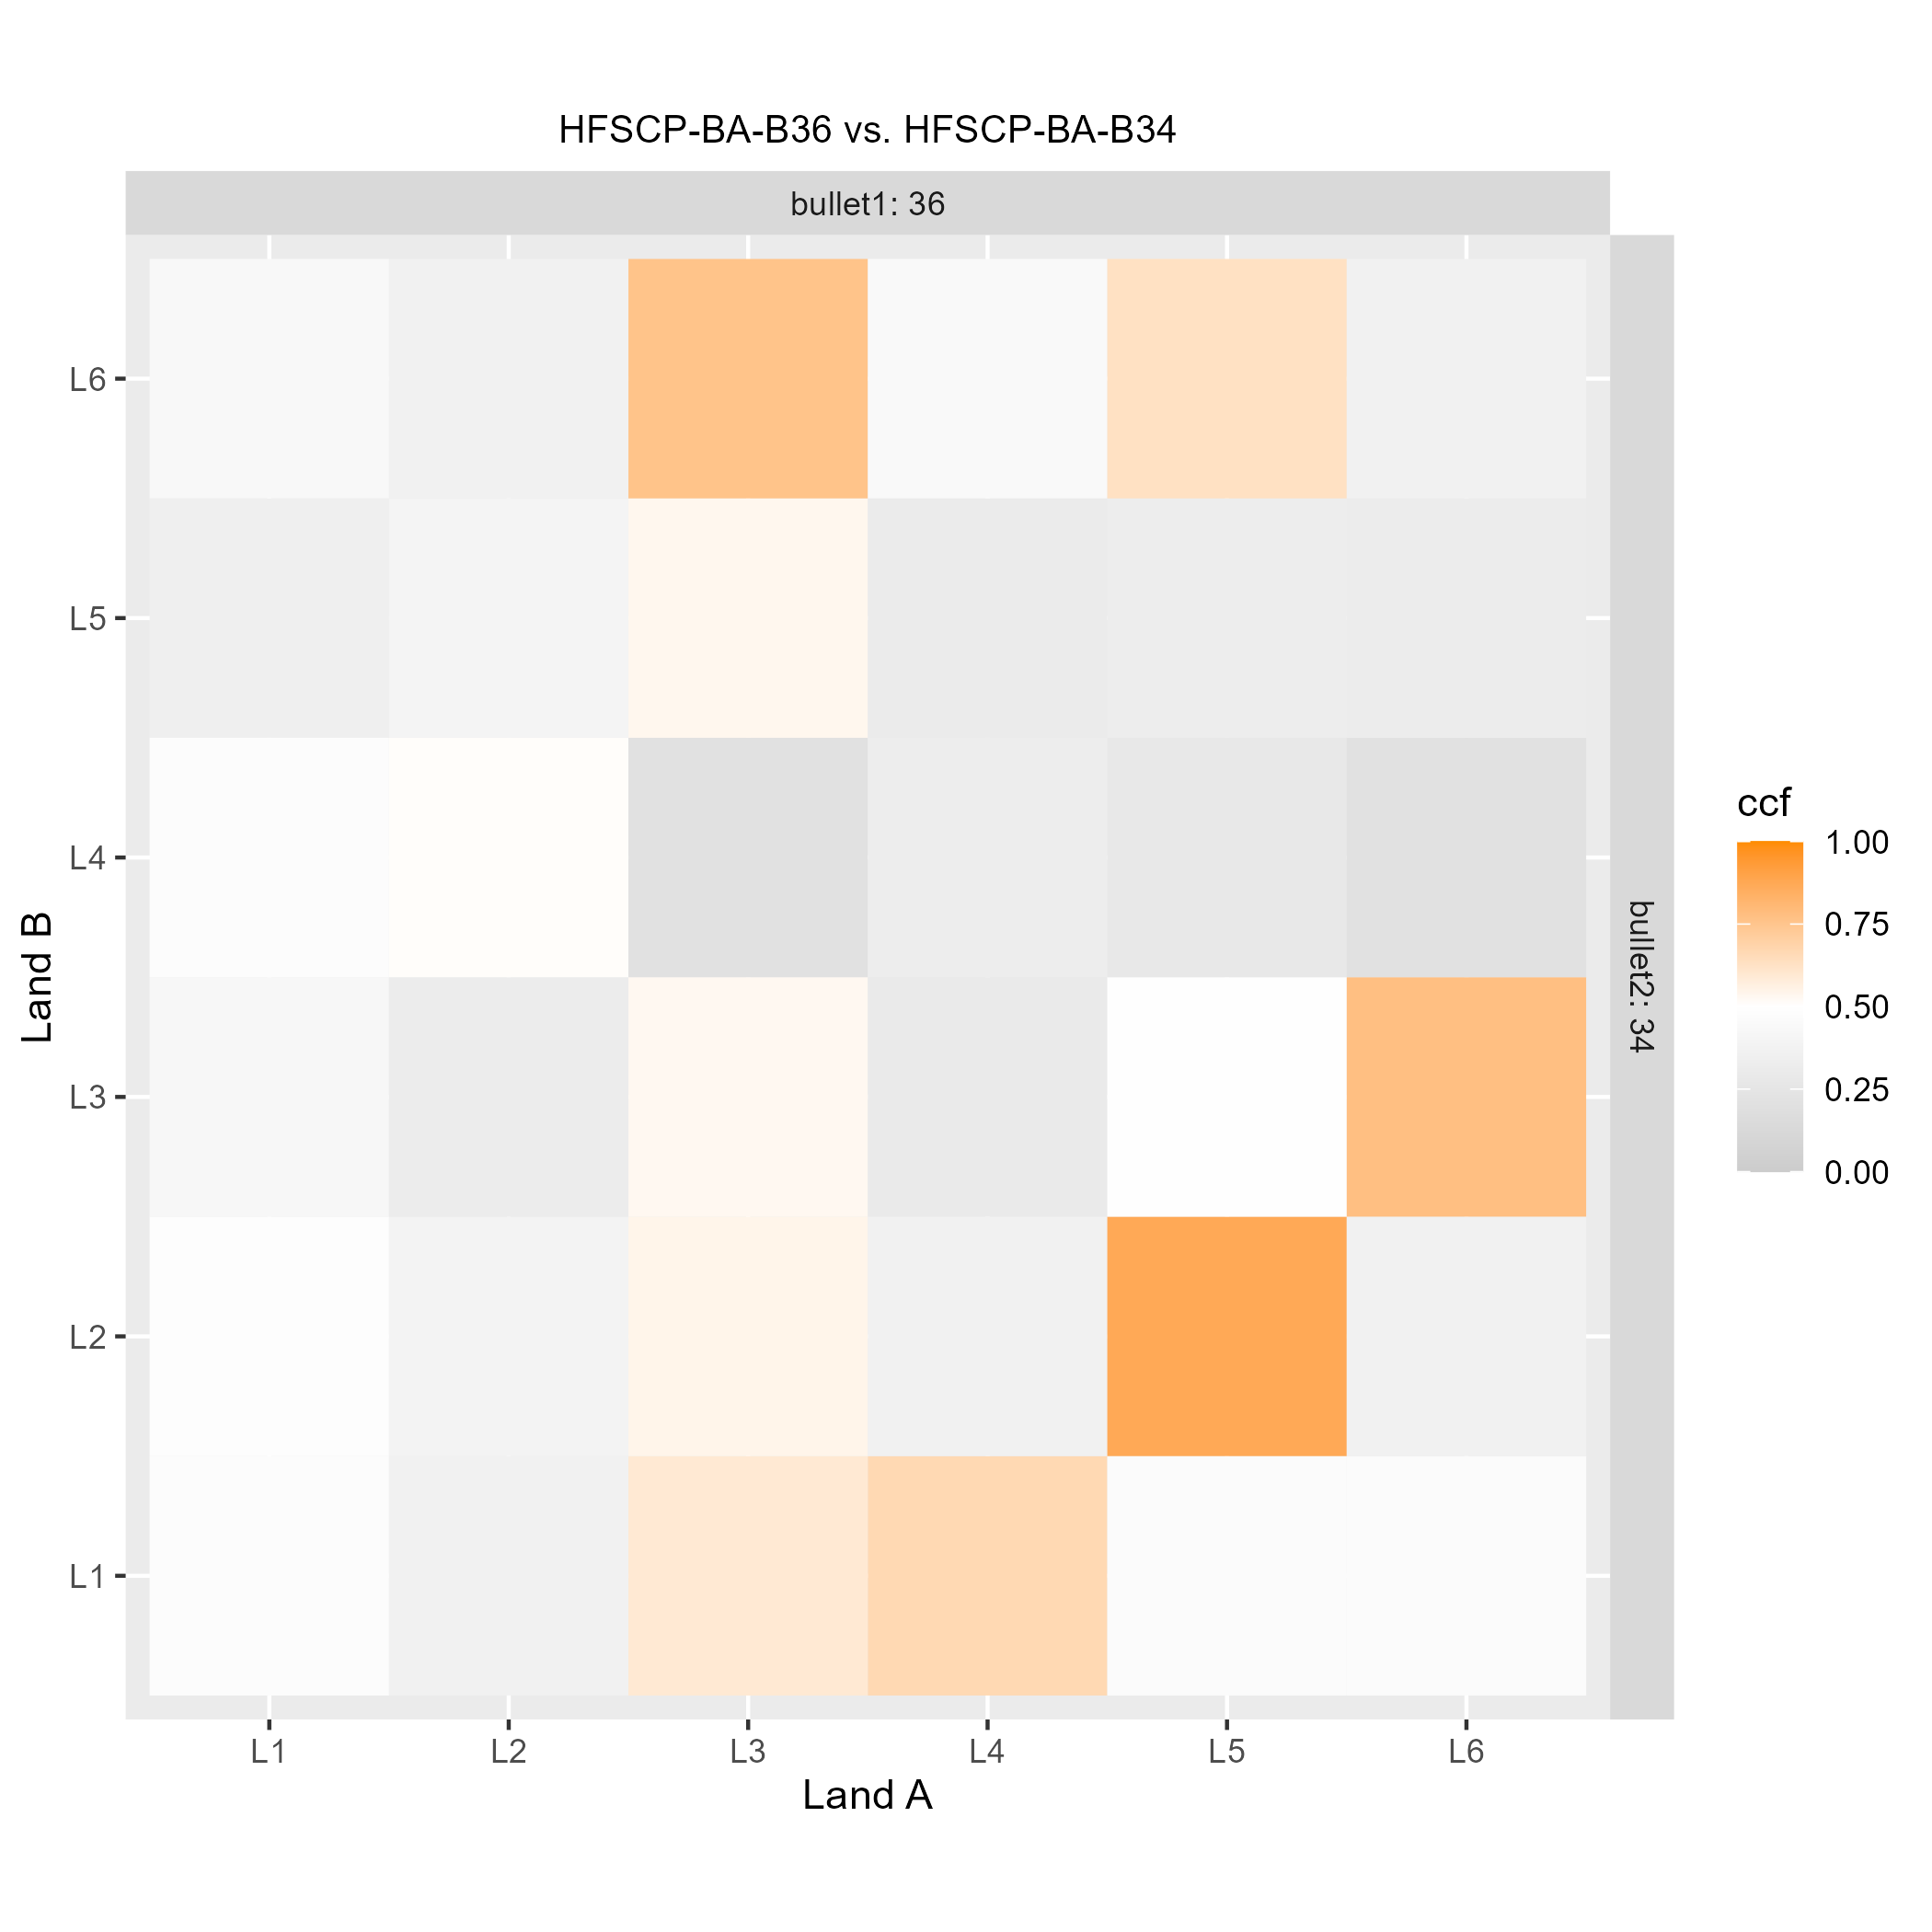 HFSCP-BA-B36 vs. HFSCP-BA-B34
bullet1: 36
L6
L5
L4
L3
L2
L1
Land B
L1 L2 L3 L4 L5 L6
Land A
bullet2: 34
ccf
1.00
0.75
0.50
0.25
0.00